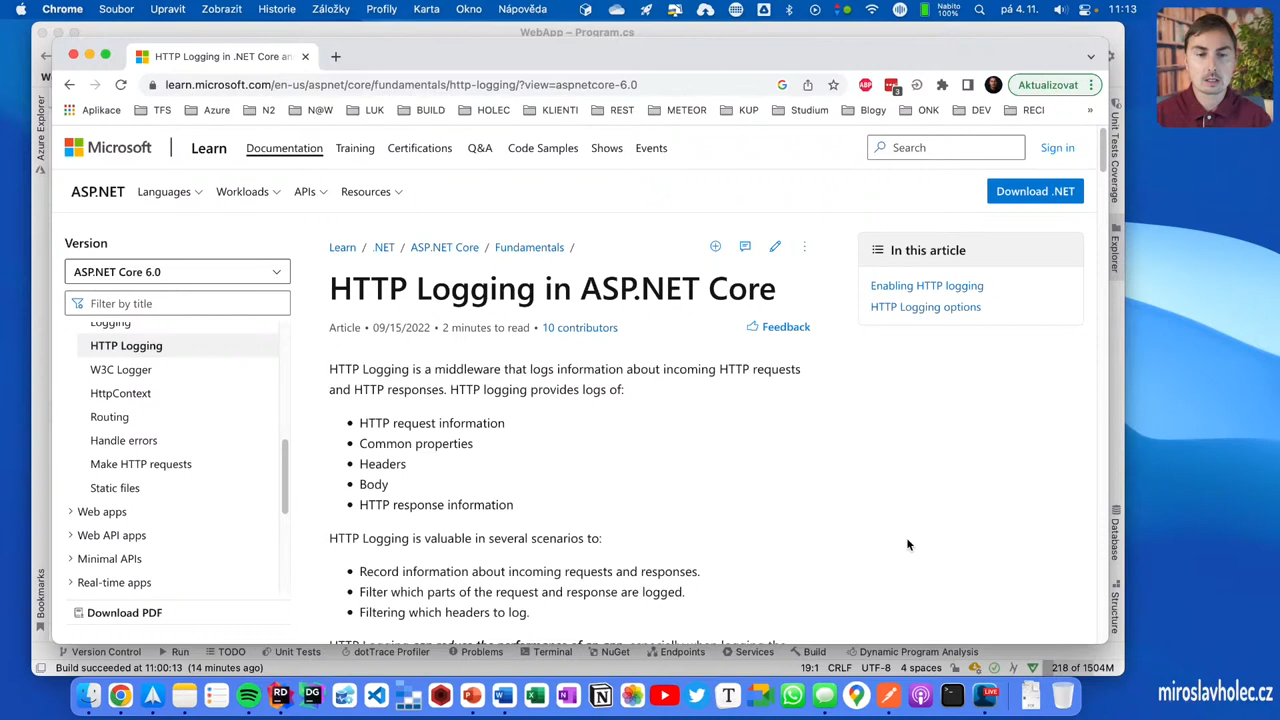 Chrome Soubor Upravit Zobrazit Historie Záložky Profily Karta Okno Nápověda
Nabito
100%
pá 4.11. 11:13
WebApp – Program.cs
HTTP Logging in .NET Core an
learn.microsoft.com/en-us/aspnet/core/fundamentals/http-logging/?view=aspnetcore-6.0
Aktualizovat
Aplikace TFS Azure N2 N@W LUK BUILD HOLEC KLIENTI REST METEOR KUP Studium Blogy ONK DEV RECI »
Microsoft Learn Documentation Training Certifications Q&A Code Samples Shows Events
Search
Sign in
ASP.NET Languages Workloads APIs Resources
Download .NET
Version
ASP.NET Core 6.0
Filter by title
Logging
HTTP Logging
W3C Logger
HttpContext
Routing
Handle errors
Make HTTP requests
Static files
Web apps
Web API apps
Minimal APIs
Real-time apps
Download PDF
Learn / .NET / ASP.NET Core / Fundamentals /
HTTP Logging in ASP.NET Core
Article • 09/15/2022 • 2 minutes to read • 10 contributors
Feedback
HTTP Logging is a middleware that logs information about incoming HTTP requests
and HTTP responses. HTTP logging provides logs of:
• HTTP request information
• Common properties
• Headers
• Body
• HTTP response information
HTTP Logging is valuable in several scenarios to:
• Record information about incoming requests and responses.
• Filter which parts of the request and response are logged.
• Filtering which headers to log.
In this article
Enabling HTTP logging
HTTP Logging options
Azure Explorer
Bookmarks
Unit Tests Coverage
Explorer
Database
Structure
Version Control Run TODO Unit Tests dotTrace Profiler Problems Terminal NuGet Endpoints Services Build Dynamic Program Analysis
Build succeeded at 11:00:13 (14 minutes ago)
19:1 CRLF UTF-8 4 spaces
218 of 1504M
miroslavholec.cz